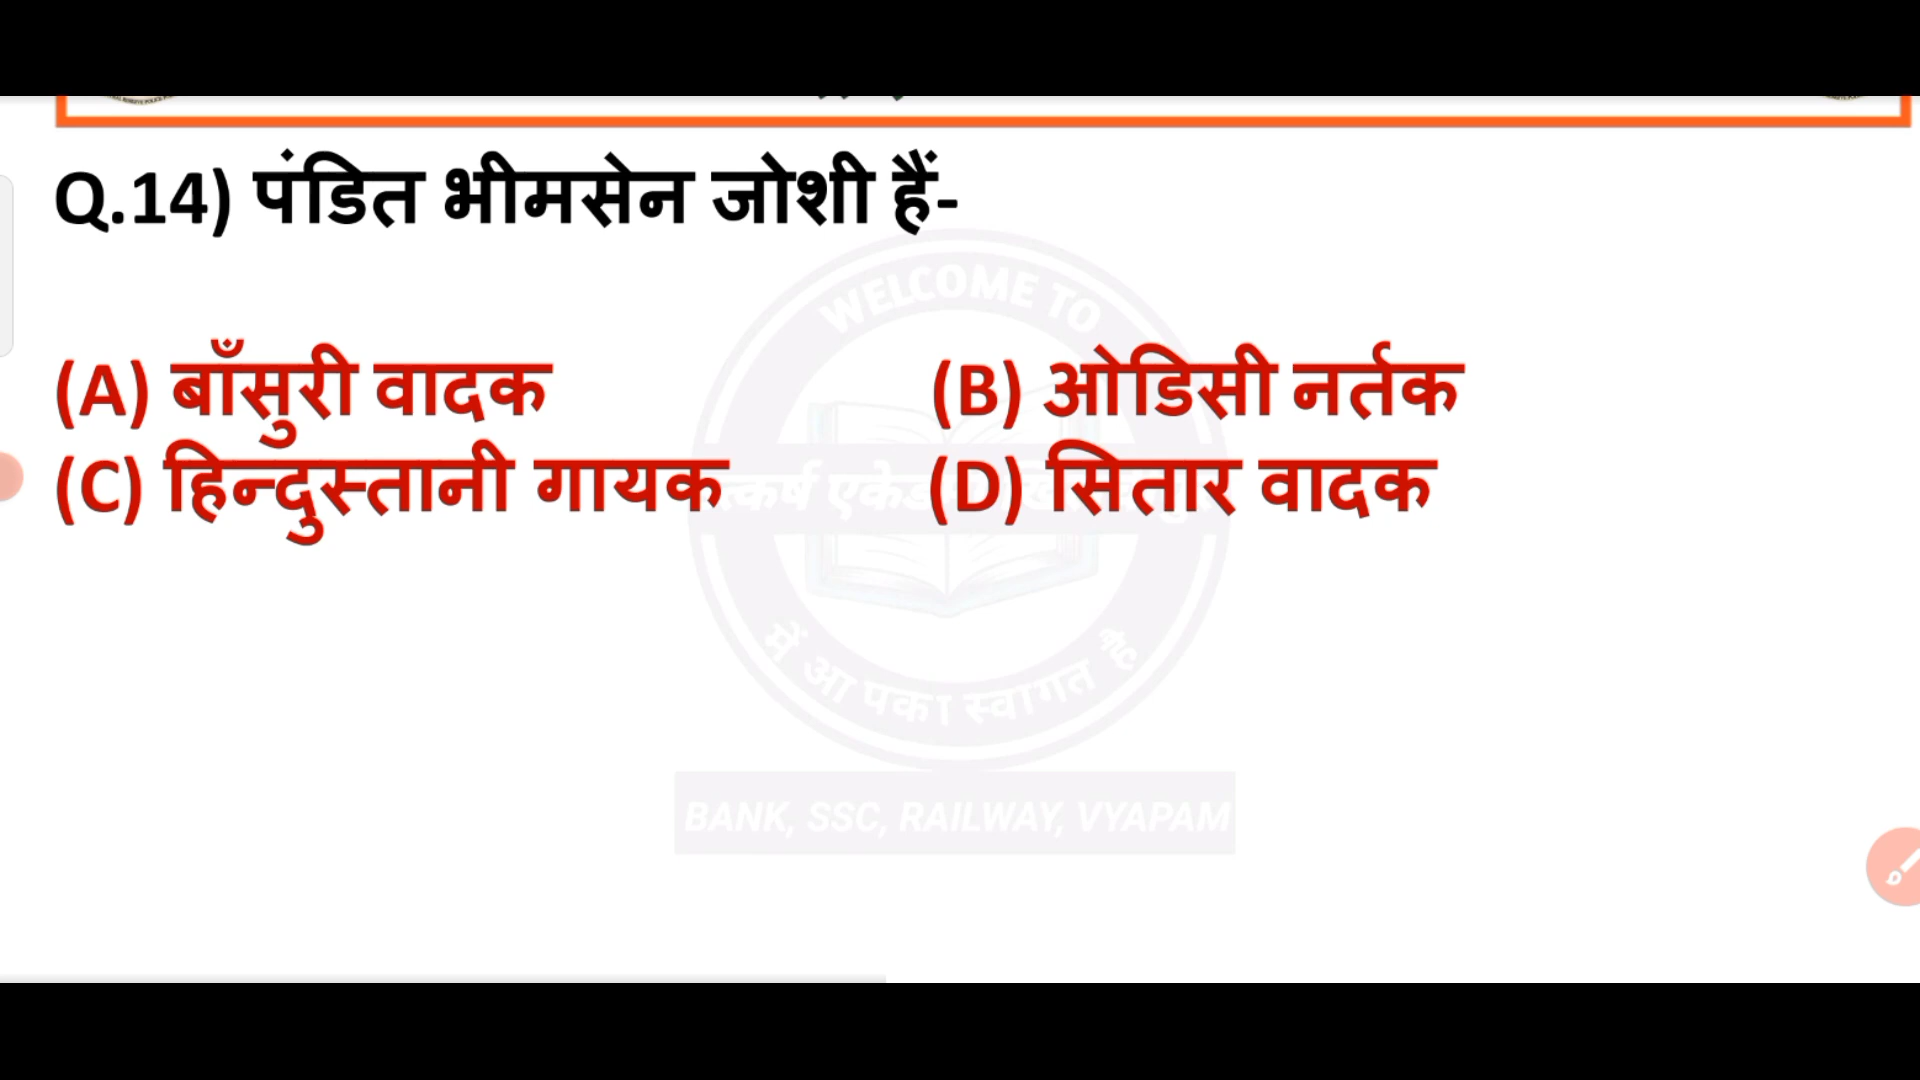 Q.14) पंडित भीमसेन जोशी हैं-
WELCOME TO
(A) बाँसुरी वादक (B) ओडिसी नर्तक
(C) हिन्दुस्तानी गायक (D) सितार वादक
में आपका स्वागत है
BANK, SSC, RAILWAY, VYAPAM